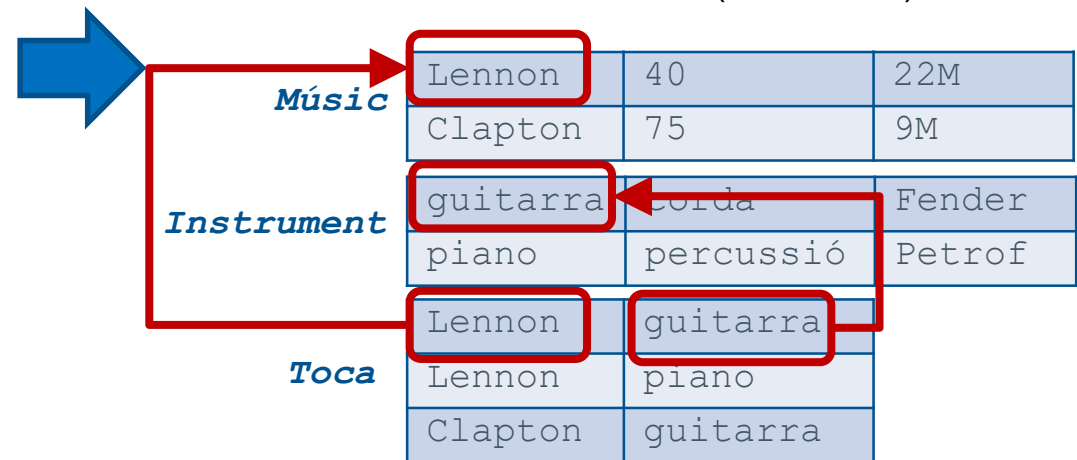 Músic
Lennon 40 22M
Clapton 75 9M
Instrument
guitarra corda Fender
piano percussió Petrof
Toca
Lennon guitarra
Lennon piano
Clapton guitarra